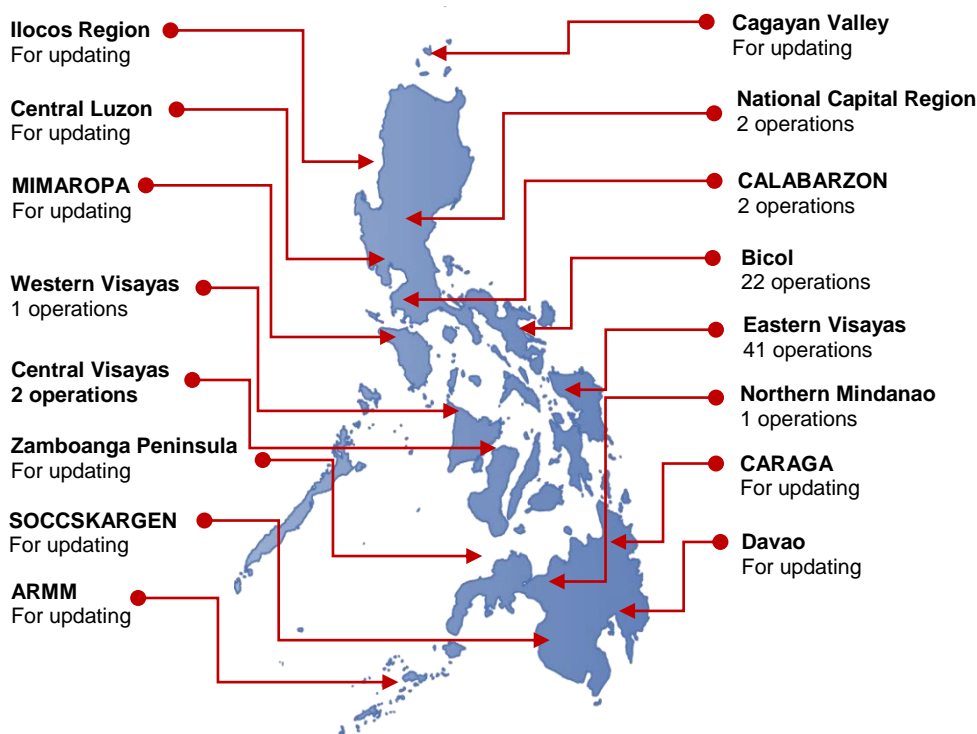 Ilocos Region
For updating
Central Luzon
For updating
MIMAROPA
For updating
Western Visayas
1 operations
Central Visayas
2 operations
Zamboanga Peninsula
For updating
SOCCSKARGEN
For updating
ARMM
For updating
Cagayan Valley
For updating
National Capital Region
2 operations
CALABARZON
2 operations
Bicol
22 operations
Eastern Visayas
41 operations
Northern Mindanao
1 operations
CARAGA
For updating
Davao
For updating